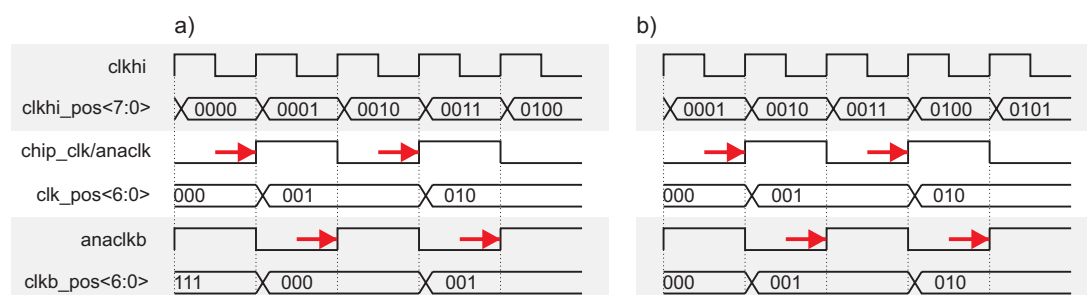 a) b)
clkhi
clkhi_pos<7:0> 0000 0001 0010 0011 0100 0001 0010 0011 0100 0101
chip_clk/anaclk
clk_pos<6:0> 000 001 010 000 001 010
anaclkb
clkb_pos<6:0> 111 000 001 000 001 010